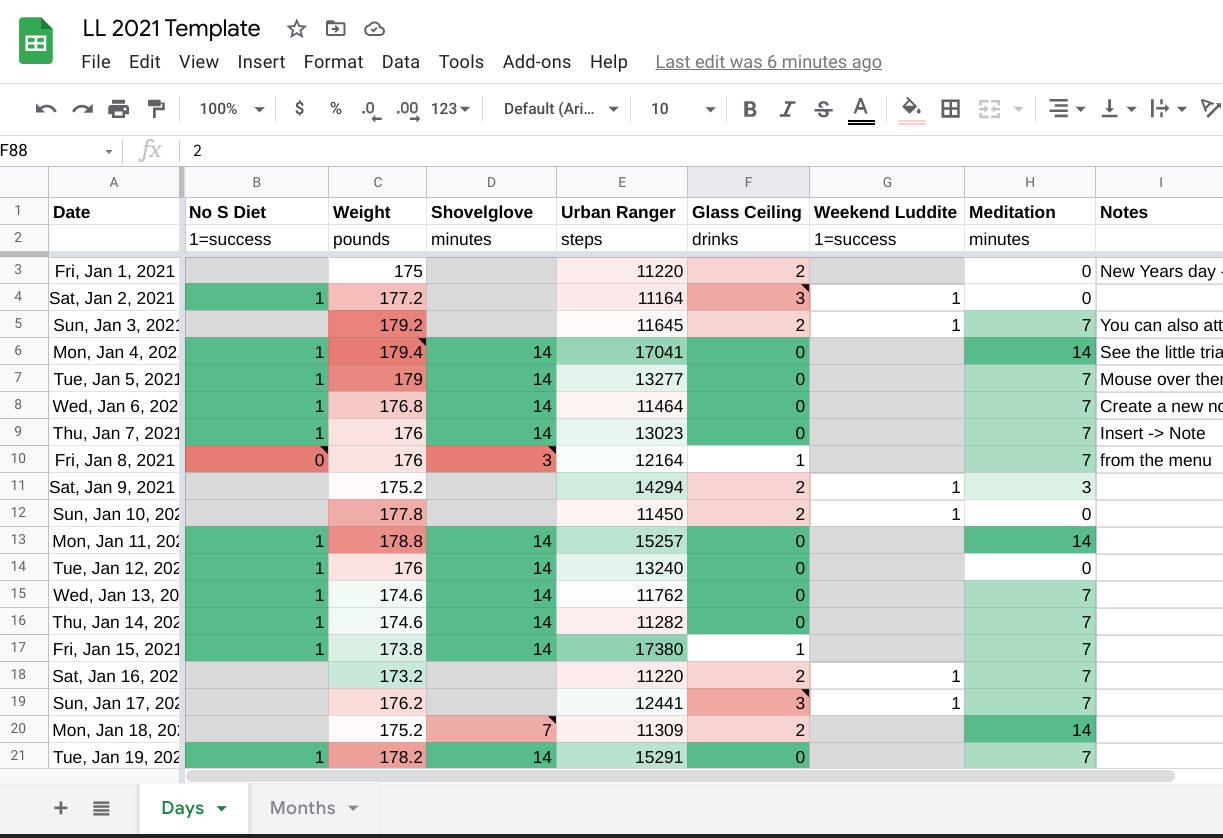 LL 2021 Template
File Edit View Insert Format Data Tools Add-ons Help Last edit was 6 minutes ago
100% $ % .0 .00 123 Default (Ari... 10 B I S A
F88 fx 2
A B C D E F G H I
1 Date No S Diet Weight Shovelglove Urban Ranger Glass Ceiling Weekend Luddite Meditation Notes
2 1=success pounds minutes steps drinks 1=success minutes
3 Fri, Jan 1, 2021 175 11220 2 0 New Years day -
4 Sat, Jan 2, 2021 1 177.2 11164 3 1 0
5 Sun, Jan 3, 2021 179.2 11645 2 1 7 You can also att
6 Mon, Jan 4, 202 1 179.4 14 17041 0 14 See the little tria
7 Tue, Jan 5, 2021 1 179 14 13277 0 7 Mouse over ther
8 Wed, Jan 6, 202 1 176.8 14 11464 0 7 Create a new no
9 Thu, Jan 7, 2021 1 176 14 13023 0 7 Insert -> Note
10 Fri, Jan 8, 2021 0 176 3 12164 1 7 from the menu
11 Sat, Jan 9, 2021 175.2 14294 2 1 3
12 Sun, Jan 10, 202 177.8 11450 2 1 0
13 Mon, Jan 11, 202 1 178.8 14 15257 0 14
14 Tue, Jan 12, 202 1 176 14 13240 0 0
15 Wed, Jan 13, 20 1 174.6 14 11762 0 7
16 Thu, Jan 14, 202 1 174.6 14 11282 0 7
17 Fri, Jan 15, 2021 1 173.8 14 17380 1 7
18 Sat, Jan 16, 202 173.2 11220 2 1 7
19 Sun, Jan 17, 202 176.2 12441 3 1 7
20 Mon, Jan 18, 20 175.2 7 11309 2 14
21 Tue, Jan 19, 202 1 178.2 14 15291 0 7
Days Months